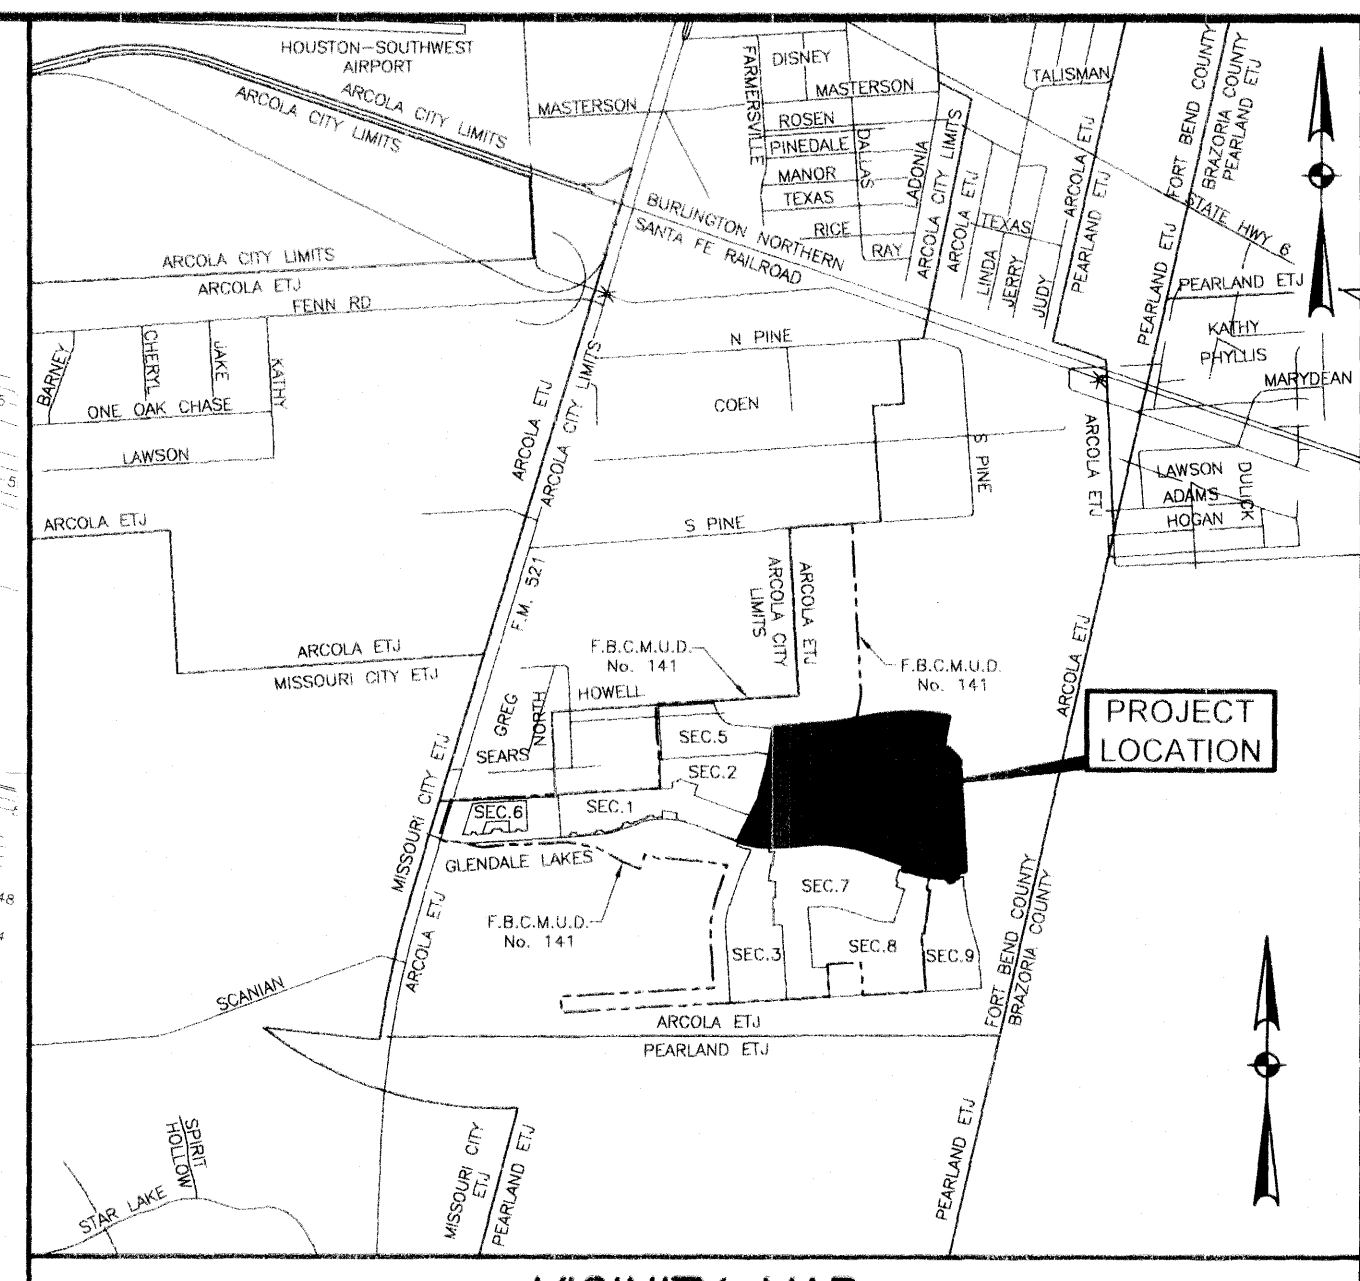 HOUSTON-SOUTHWEST
AIRPORT
ARCOLA CITY LIMITS
ARCOLA CITY LIMITS
MASTERSON
FARMERSVILLE
DISNEY
MASTERSON
ROSEN
PINEDALE
MANOR
TEXAS
RICE
RAY
DALLAS
LADONIA
ARCOLA CITY LIMITS
ARCOLA ETJ
TALISMAN
TEXAS
LINDA
JERRY
JUDY
ARCOLA ETJ
PEARLAND ETJ
FORT BEND COUNTY
BRAZORIA COUNTY
PEARLAND ETJ
STATE HWY 6
PEARLAND ETJ
PEARLAND ETJ
KATHY
PHYLLIS
MARYDEAN
BURLINGTON NORTHERN
SANTA FE RAILROAD
ARCOLA CITY LIMITS
ARCOLA ETJ
FENN RD
BARNEY
CHERYL
JAKE
KATHY
ONE OAK CHASE
LAWSON
ARCOLA ETJ
ARCOLA CITY LIMITS
N PINE
COEN
S PINE
S PINE
ARCOLA ETJ
LAWSON
ADAMS
HOGAN
DULICK
ARCOLA ETJ
F.M. 521
ARCOLA ETJ
MISSOURI CITY ETJ
ARCOLA CITY
LIMITS
ARCOLA ETJ
F.B.C.M.U.D.
No. 141
F.B.C.M.U.D.
No. 141
ARCOLA ETJ
HOWELL
GREG
NORTH
SEARS
SEC.5
SEC.2
SEC.1
SEC.6
PROJECT
LOCATION
MISSOURI CITY ETJ
ARCOLA ETJ
GLENDALE LAKES
F.B.C.M.U.D.
No. 141
SEC.7
SEC.3
SEC.8
SEC.9
FORT BEND COUNTY
BRAZORIA COUNTY
SCANIAN
ARCOLA ETJ
PEARLAND ETJ
SPIRIT
HOLLOW
STAR LAKE
MISSOURI CITY
ETJ
PEARLAND ETJ
PEARLAND ETJ